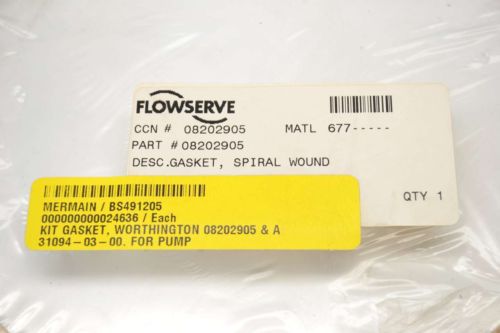 FLOWSERVE
CCN # 08202905 MATL 677-----
PART # 08202905
DESC.GASKET, SPIRAL WOUND
QTY 1
MERMAIN / BS491205
000000000024636 / Each
KIT GASKET, WORTHINGTON 08202905 & A
31094-03-00. FOR PUMP